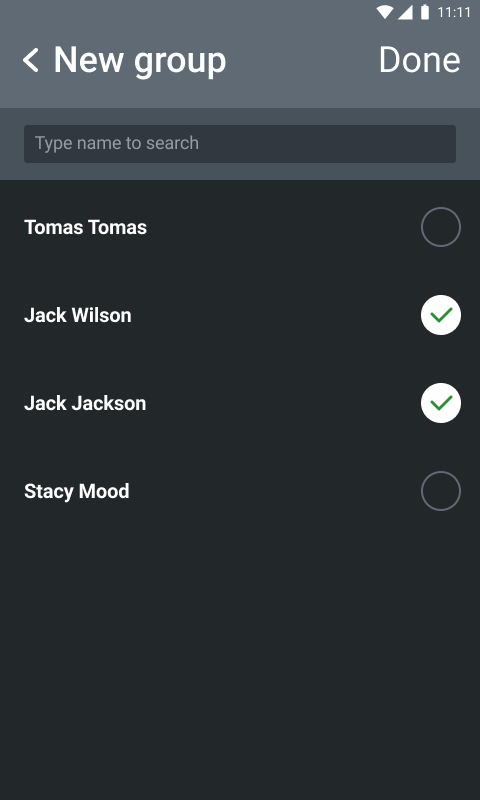 11:11
New group Done
Type name to search
Tomas Tomas
Jack Wilson
Jack Jackson
Stacy Mood